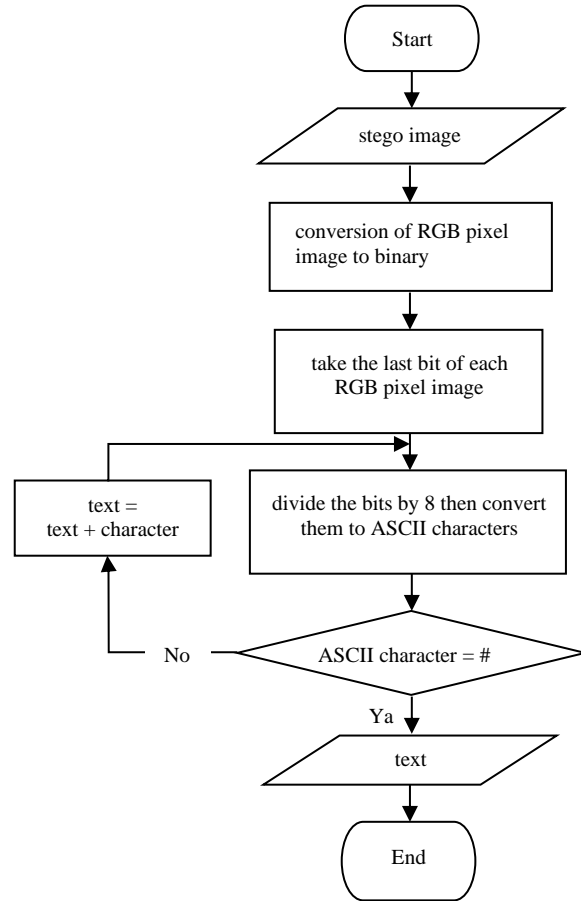 Start
stego image
conversion of RGB pixel
image to binary
take the last bit of each
RGB pixel image
divide the bits by 8 then convert
them to ASCII characters
text =
text + character
ASCII character = #
No
Ya
text
End